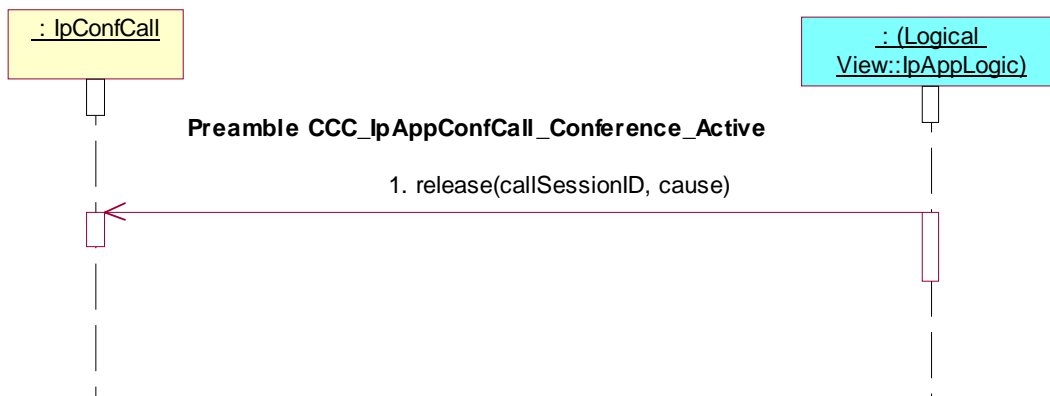 : IpConfCall
: (Logical
View::IpAppLogic)
Preamble CCC_IpAppConfCall_Conference_Active
1. release(callSessionID, cause)